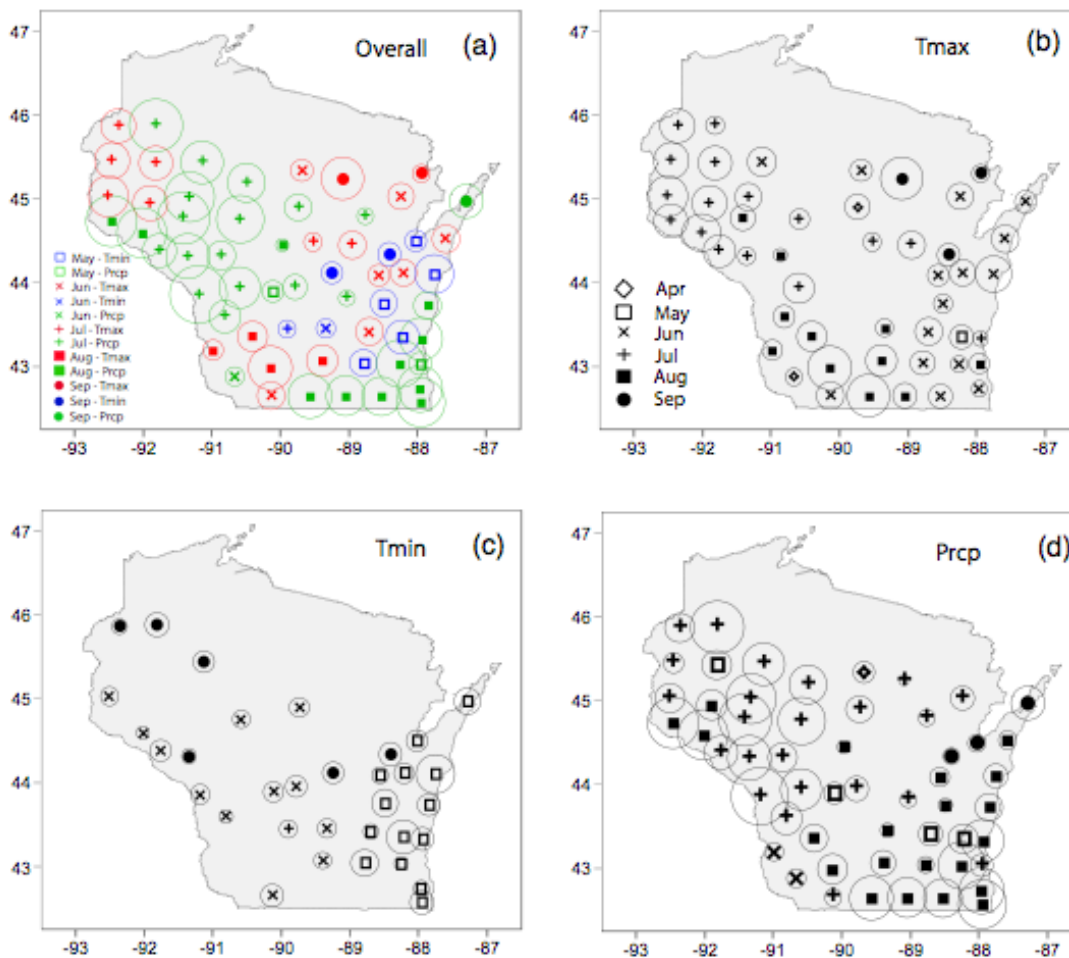 Overall (a)
47
46
45
44
43
May - Tmin
May - Prcp
Jun - Tmax
Jun - Tmin
Jun - Prcp
Jul - Tmax
Jul - Prcp
Aug - Tmax
Aug - Prcp
Sep - Tmax
Sep - Tmin
Sep - Prcp
-93 -92 -91 -90 -89 -88 -87
Tmax (b)
47
46
45
44
43
Apr
May
Jun
Jul
Aug
Sep
-93 -92 -91 -90 -89 -88 -87
Tmin (c)
47
46
45
44
43
-93 -92 -91 -90 -89 -88 -87
Prcp (d)
47
46
45
44
43
-93 -92 -91 -90 -89 -88 -87